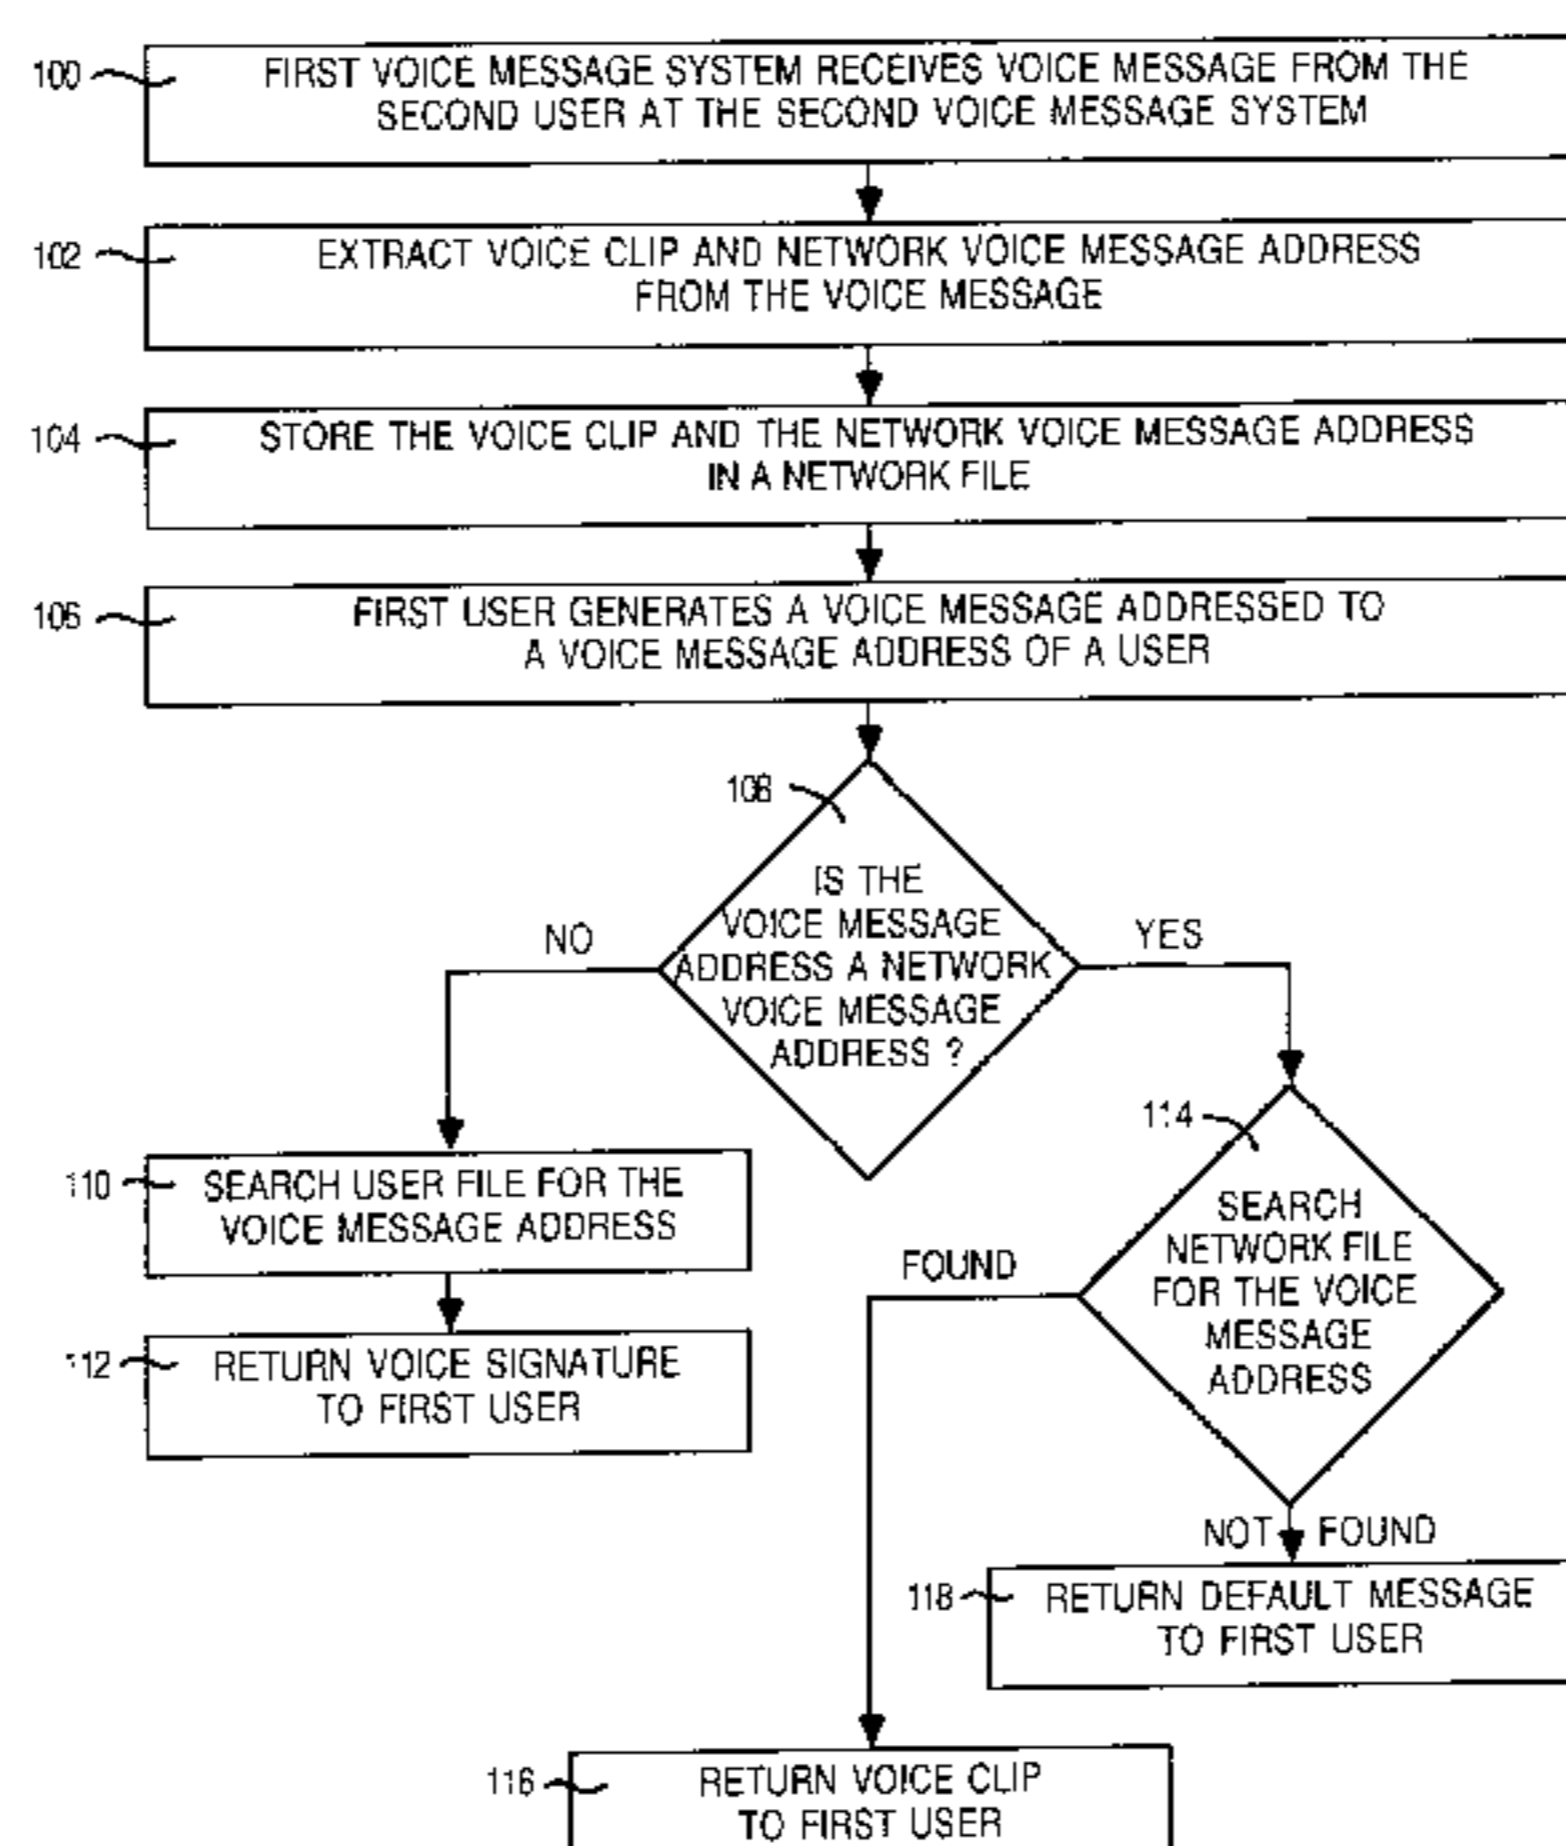 100
FIRST VOICE MESSAGE SYSTEM RECEIVES VOICE MESSAGE FROM THE
SECOND USER AT THE SECOND VOICE MESSAGE SYSTEM
102
EXTRACT VOICE CLIP AND NETWORK VOICE MESSAGE ADDRESS
FROM THE VOICE MESSAGE
104
STORE THE VOICE CLIP AND THE NETWORK VOICE MESSAGE ADDRESS
IN A NETWORK FILE
106
FIRST USER GENERATES A VOICE MESSAGE ADDRESSED TO
A VOICE MESSAGE ADDRESS OF A USER
108
IS THE
VOICE MESSAGE
ADDRESS A NETWORK
VOICE MESSAGE
ADDRESS ?
NO
YES
110
SEARCH USER FILE FOR THE
VOICE MESSAGE ADDRESS
112
RETURN VOICE SIGNATURE
TO FIRST USER
114
SEARCH
NETWORK FILE
FOR THE VOICE
MESSAGE
ADDRESS
FOUND
NOT FOUND
118
RETURN DEFAULT MESSAGE
TO FIRST USER
116
RETURN VOICE CLIP
TO FIRST USER